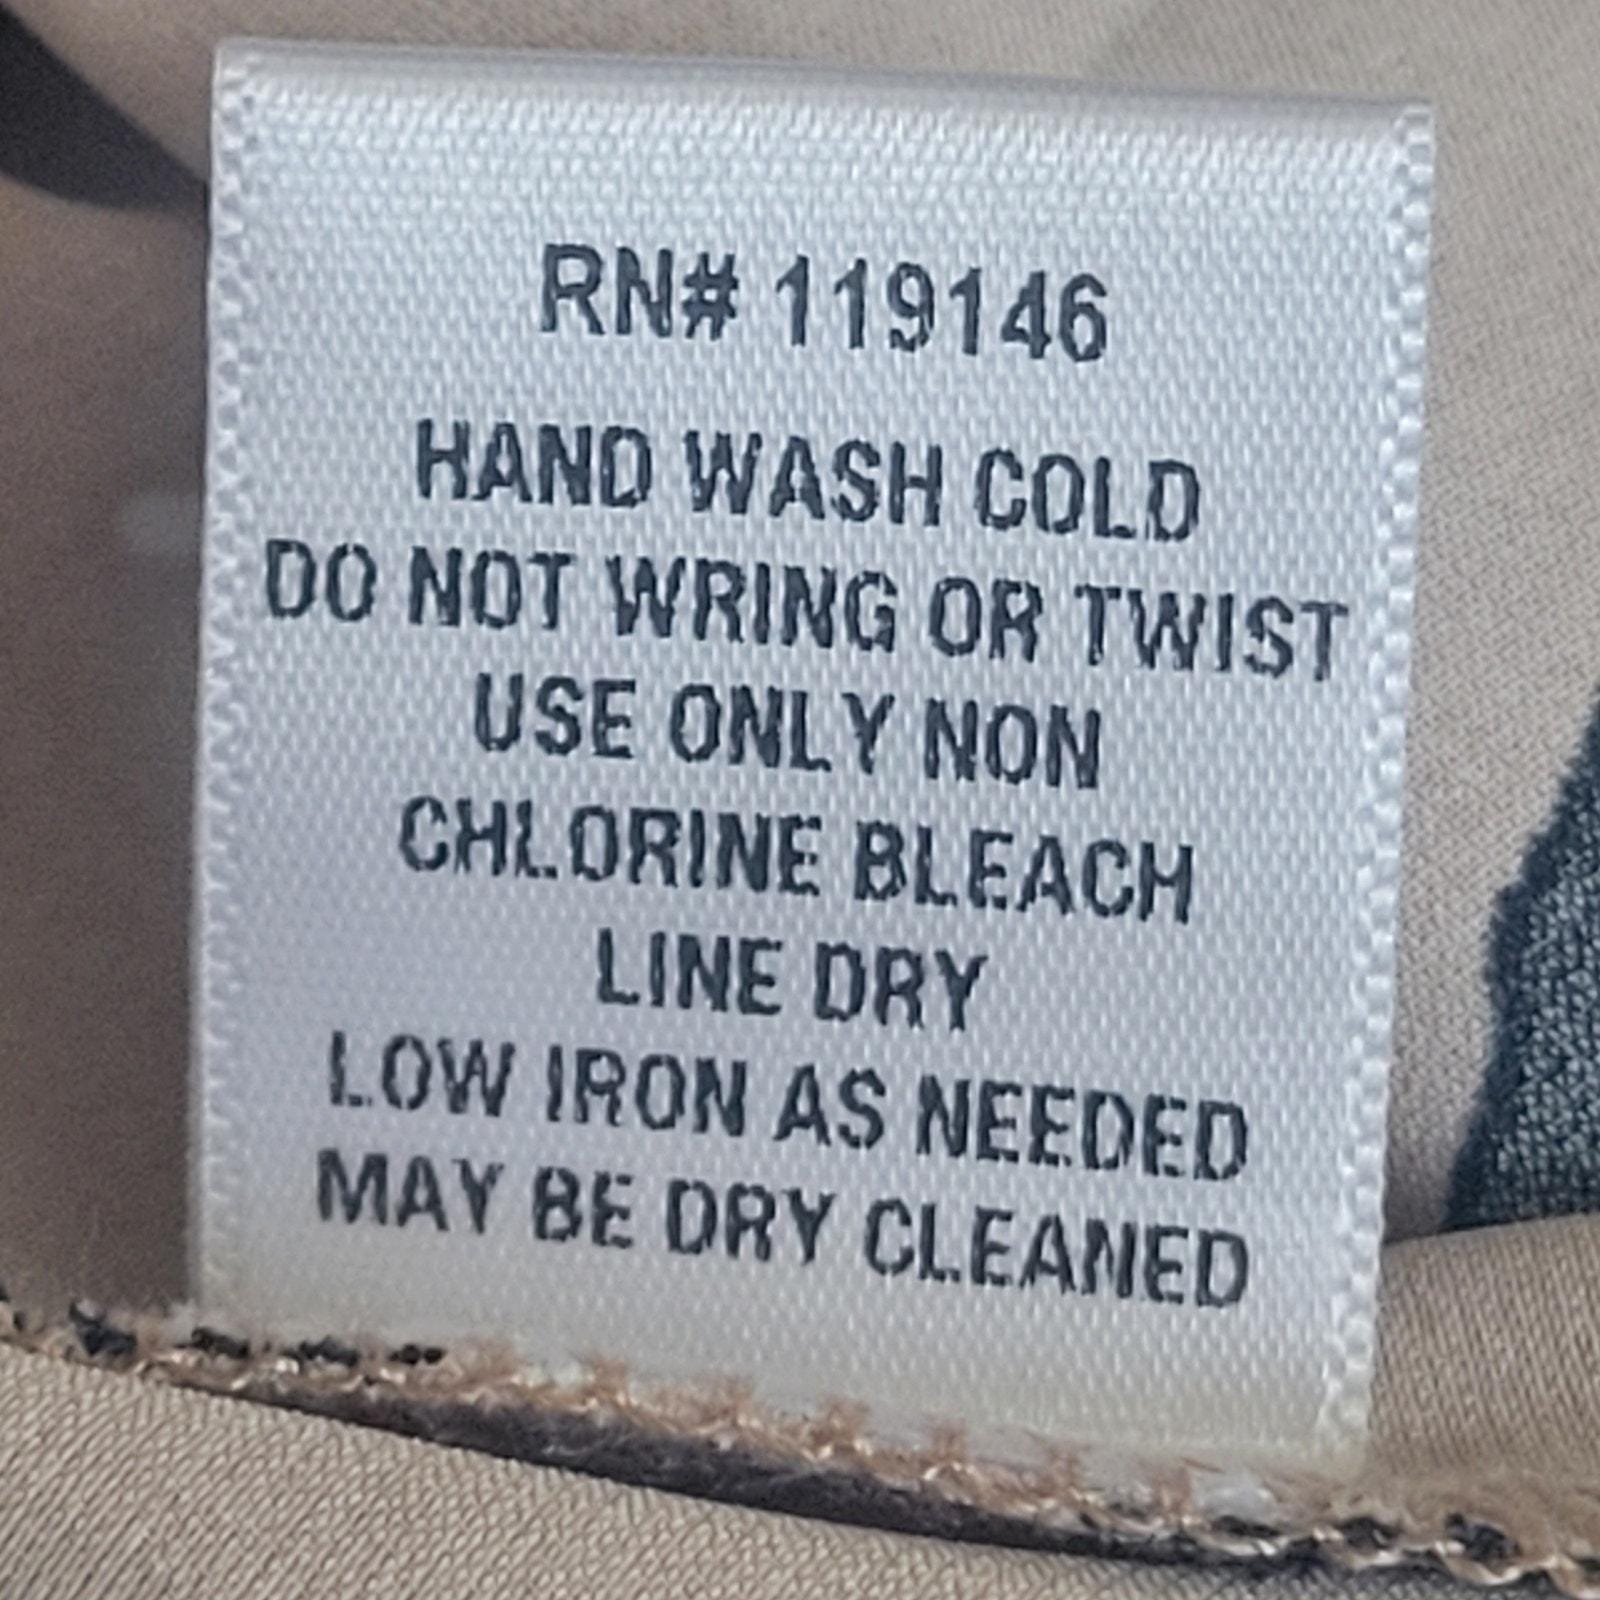 RN# 119146
HAND WASH COLD
DO NOT WRING OR TWIST
USE ONLY NON
CHLORINE BLEACH
LINE DRY
LOW IRON AS NEEDED
MAY BE DRY CLEANED